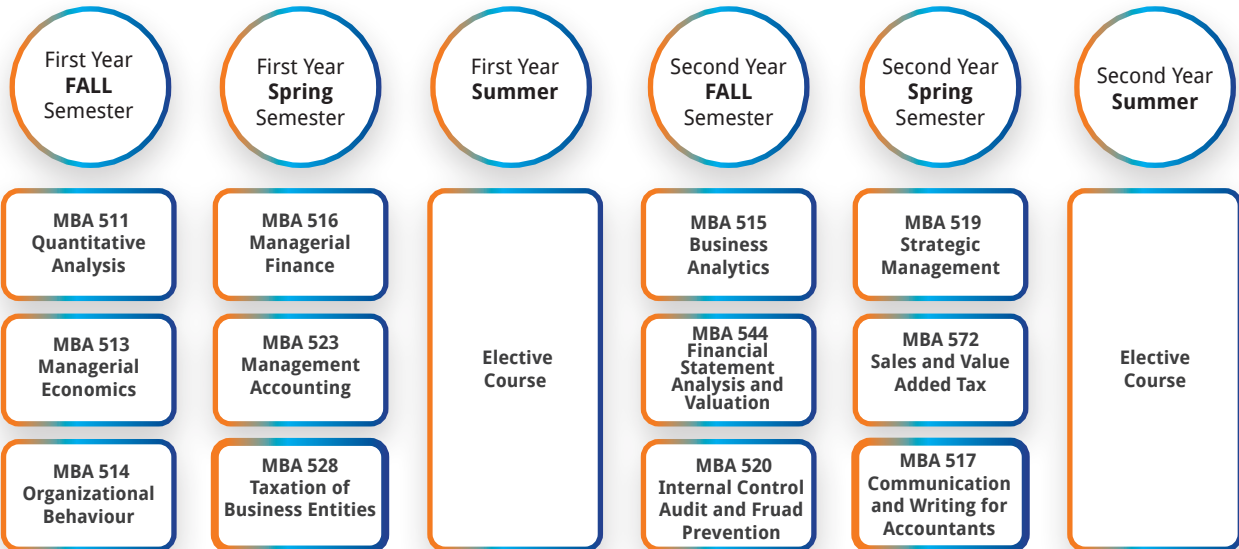 First Year
FALL
Semester
First Year
Spring
Semester
First Year
Summer
Second Year
FALL
Semester
Second Year
Spring
Semester
Second Year
Summer
MBA 511
Quantitative
Analysis
MBA 516
Managerial
Finance
Elective
Course
MBA 515
Business
Analytics
MBA 519
Strategic
Management
Elective
Course
MBA 513
Managerial
Economics
MBA 523
Management
Accounting
MBA 544
Financial
Statement
Analysis and
Valuation
MBA 572
Sales and Value
Added Tax
MBA 514
Organizational
Behaviour
MBA 528
Taxation of
Business Entities
MBA 520
Internal Control
Audit and Fruad
Prevention
MBA 517
Communication
and Writing for
Accountants